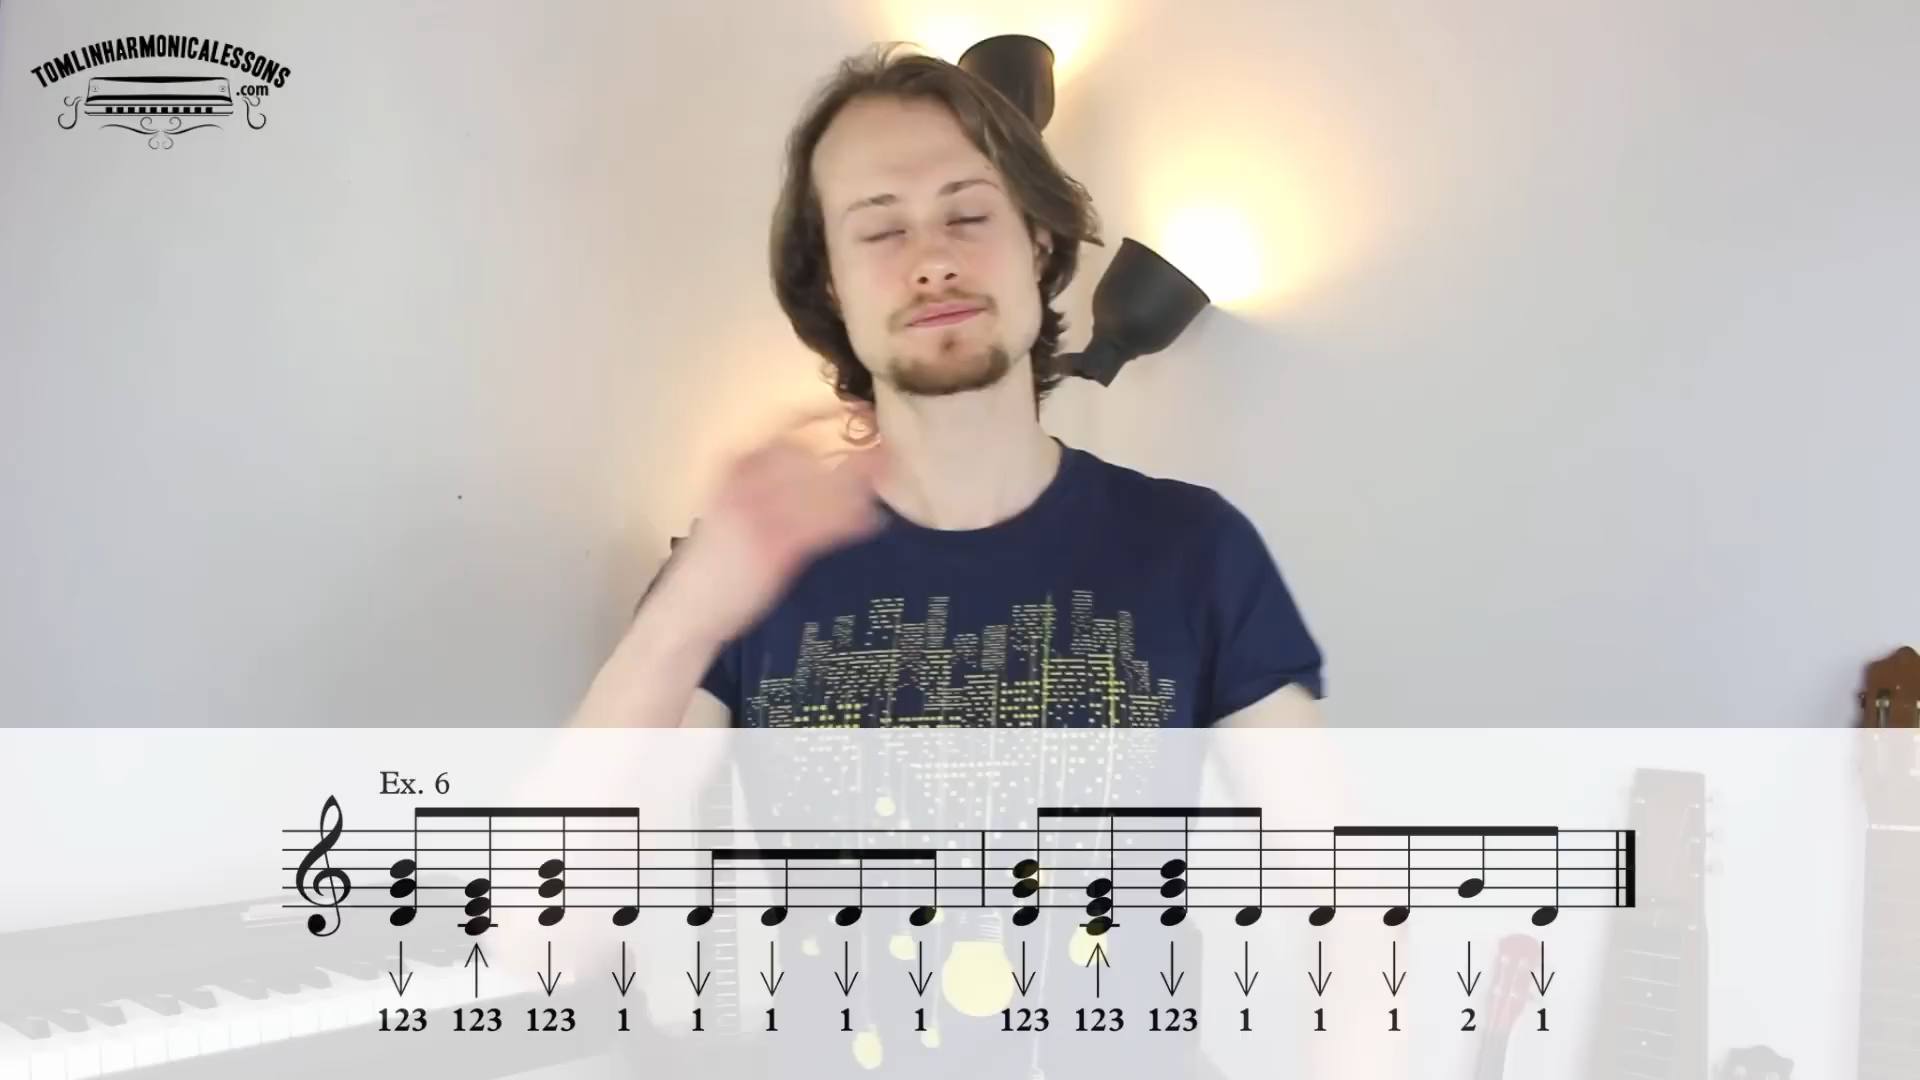 TOMLINHARMONICALESSONS
.com
Ex. 6
↓ ↑ ↓ ↓ ↓ ↓ ↓ ↓ ↓ ↑ ↓ ↓ ↓ ↓ ↓ ↓
123 123 123 1 1 1 1 1 123 123 123 1 1 1 2 1